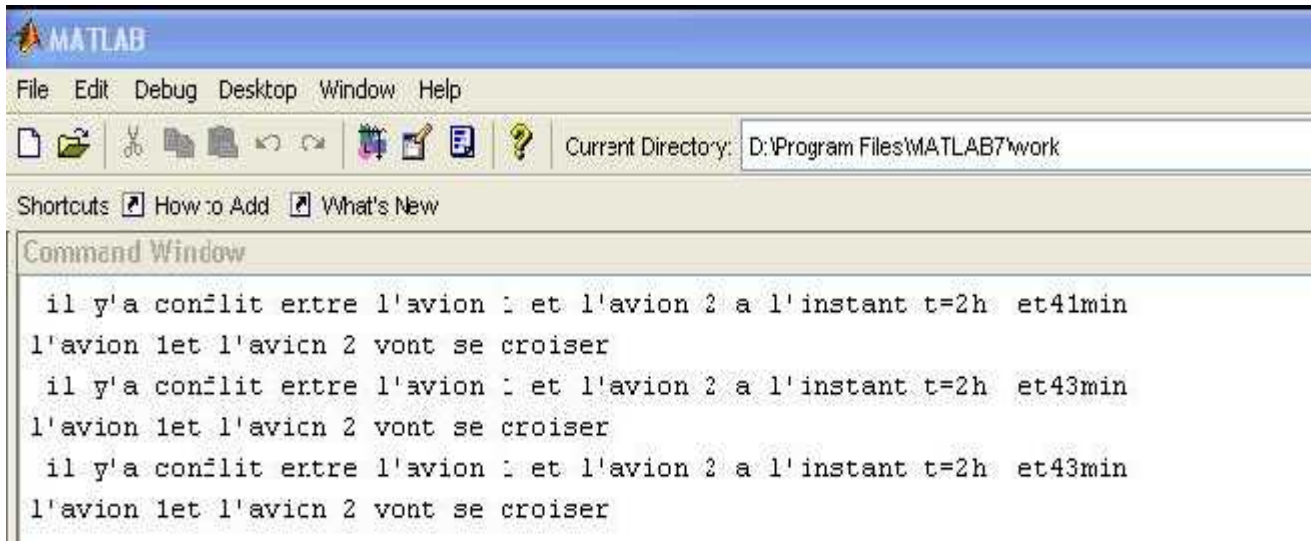 MATLAB
File Edit Debug Desktop Window Help
Current Directory: D:\Program Files\MATLAB7\work
Shortcuts How to Add What's New
Command Window
il y'a conflit entre l'avion 1 et l'avion 2 a l'instant t=2h et41min
l'avion 1et l'avion 2 vont se croiser
il y'a conflit entre l'avion 1 et l'avion 2 a l'instant t=2h et43min
l'avion 1et l'avion 2 vont se croiser
il y'a conflit entre l'avion 1 et l'avion 2 a l'instant t=2h et43min
l'avion 1et l'avion 2 vont se croiser